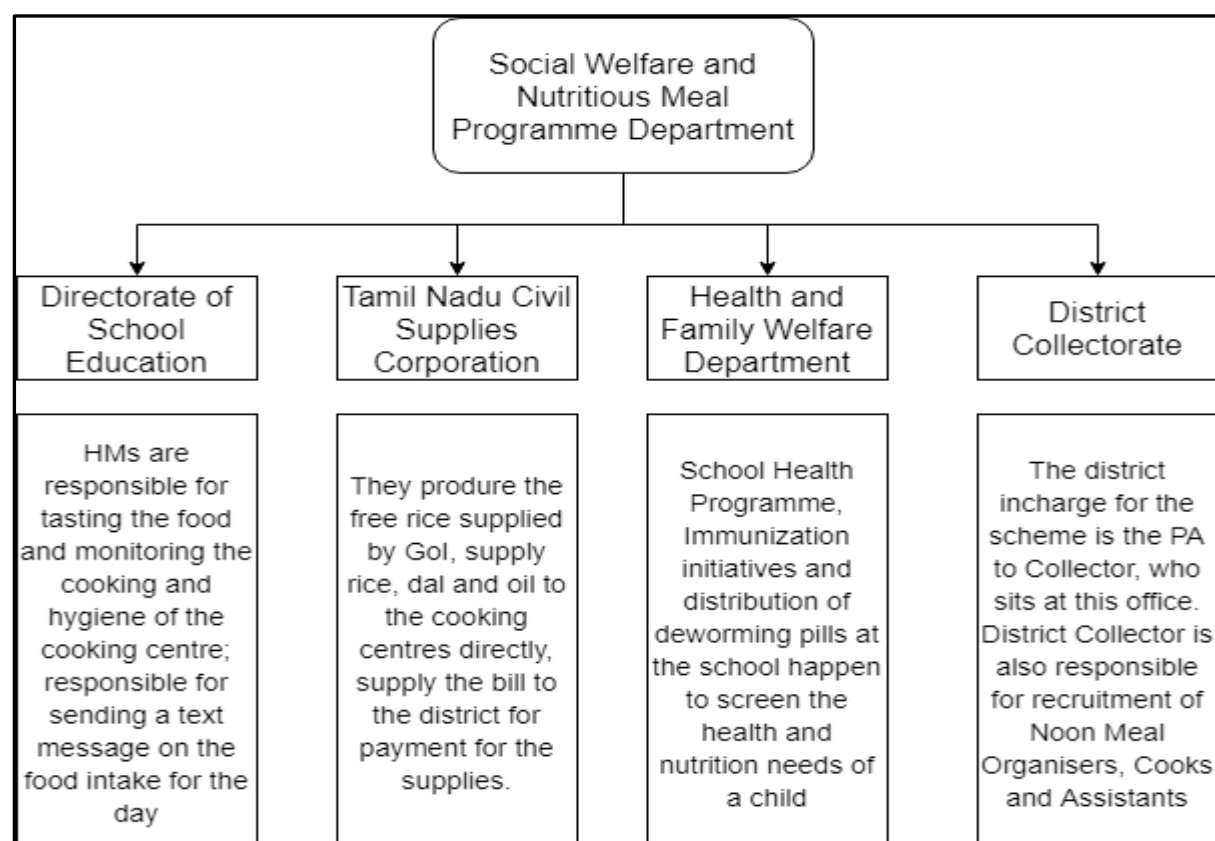 Social Welfare and
Nutritious Meal
Programme Department
Directorate of
School
Education
Tamil Nadu Civil
Supplies
Corporation
Health and
Family Welfare
Department
District
Collectorate
HMs are
responsible for
tasting the food
and monitoring the
cooking and
hygiene of the
cooking centre;
responsible for
sending a text
message on the
food intake for the
day
They produre the
free rice supplied
by GoI, supply
rice, dal and oil to
the cooking
centres directly,
supply the bill to
the district for
payment for the
supplies.
School Health
Programme,
Immunization
initiatives and
distribution of
deworming pills at
the school happen
to screen the
health and
nutrition needs of
a child
The district
incharge for the
scheme is the PA
to Collector, who
sits at this office.
District Collector is
also responsible
for recruitment of
Noon Meal
Organisers, Cooks
and Assistants